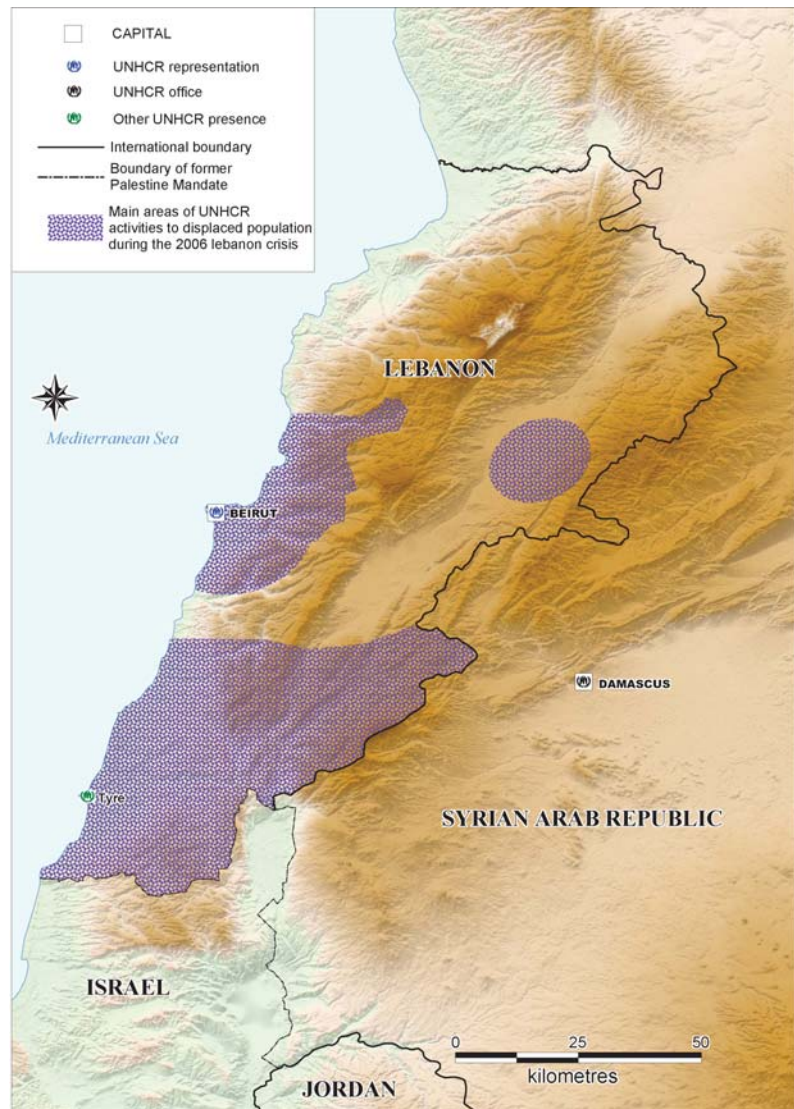 CAPITAL
UNHCR representation
UNHCR office
Other UNHCR presence
International boundary
Boundary of former
Palestine Mandate
Main areas of UNHCR
activities to displaced population
during the 2006 lebanon crisis
LEBANON
Mediterranean Sea
BEIRUT
DAMASCUS
Tyre
SYRIAN ARAB REPUBLIC
ISRAEL
0 25 50
kilometres
JORDAN